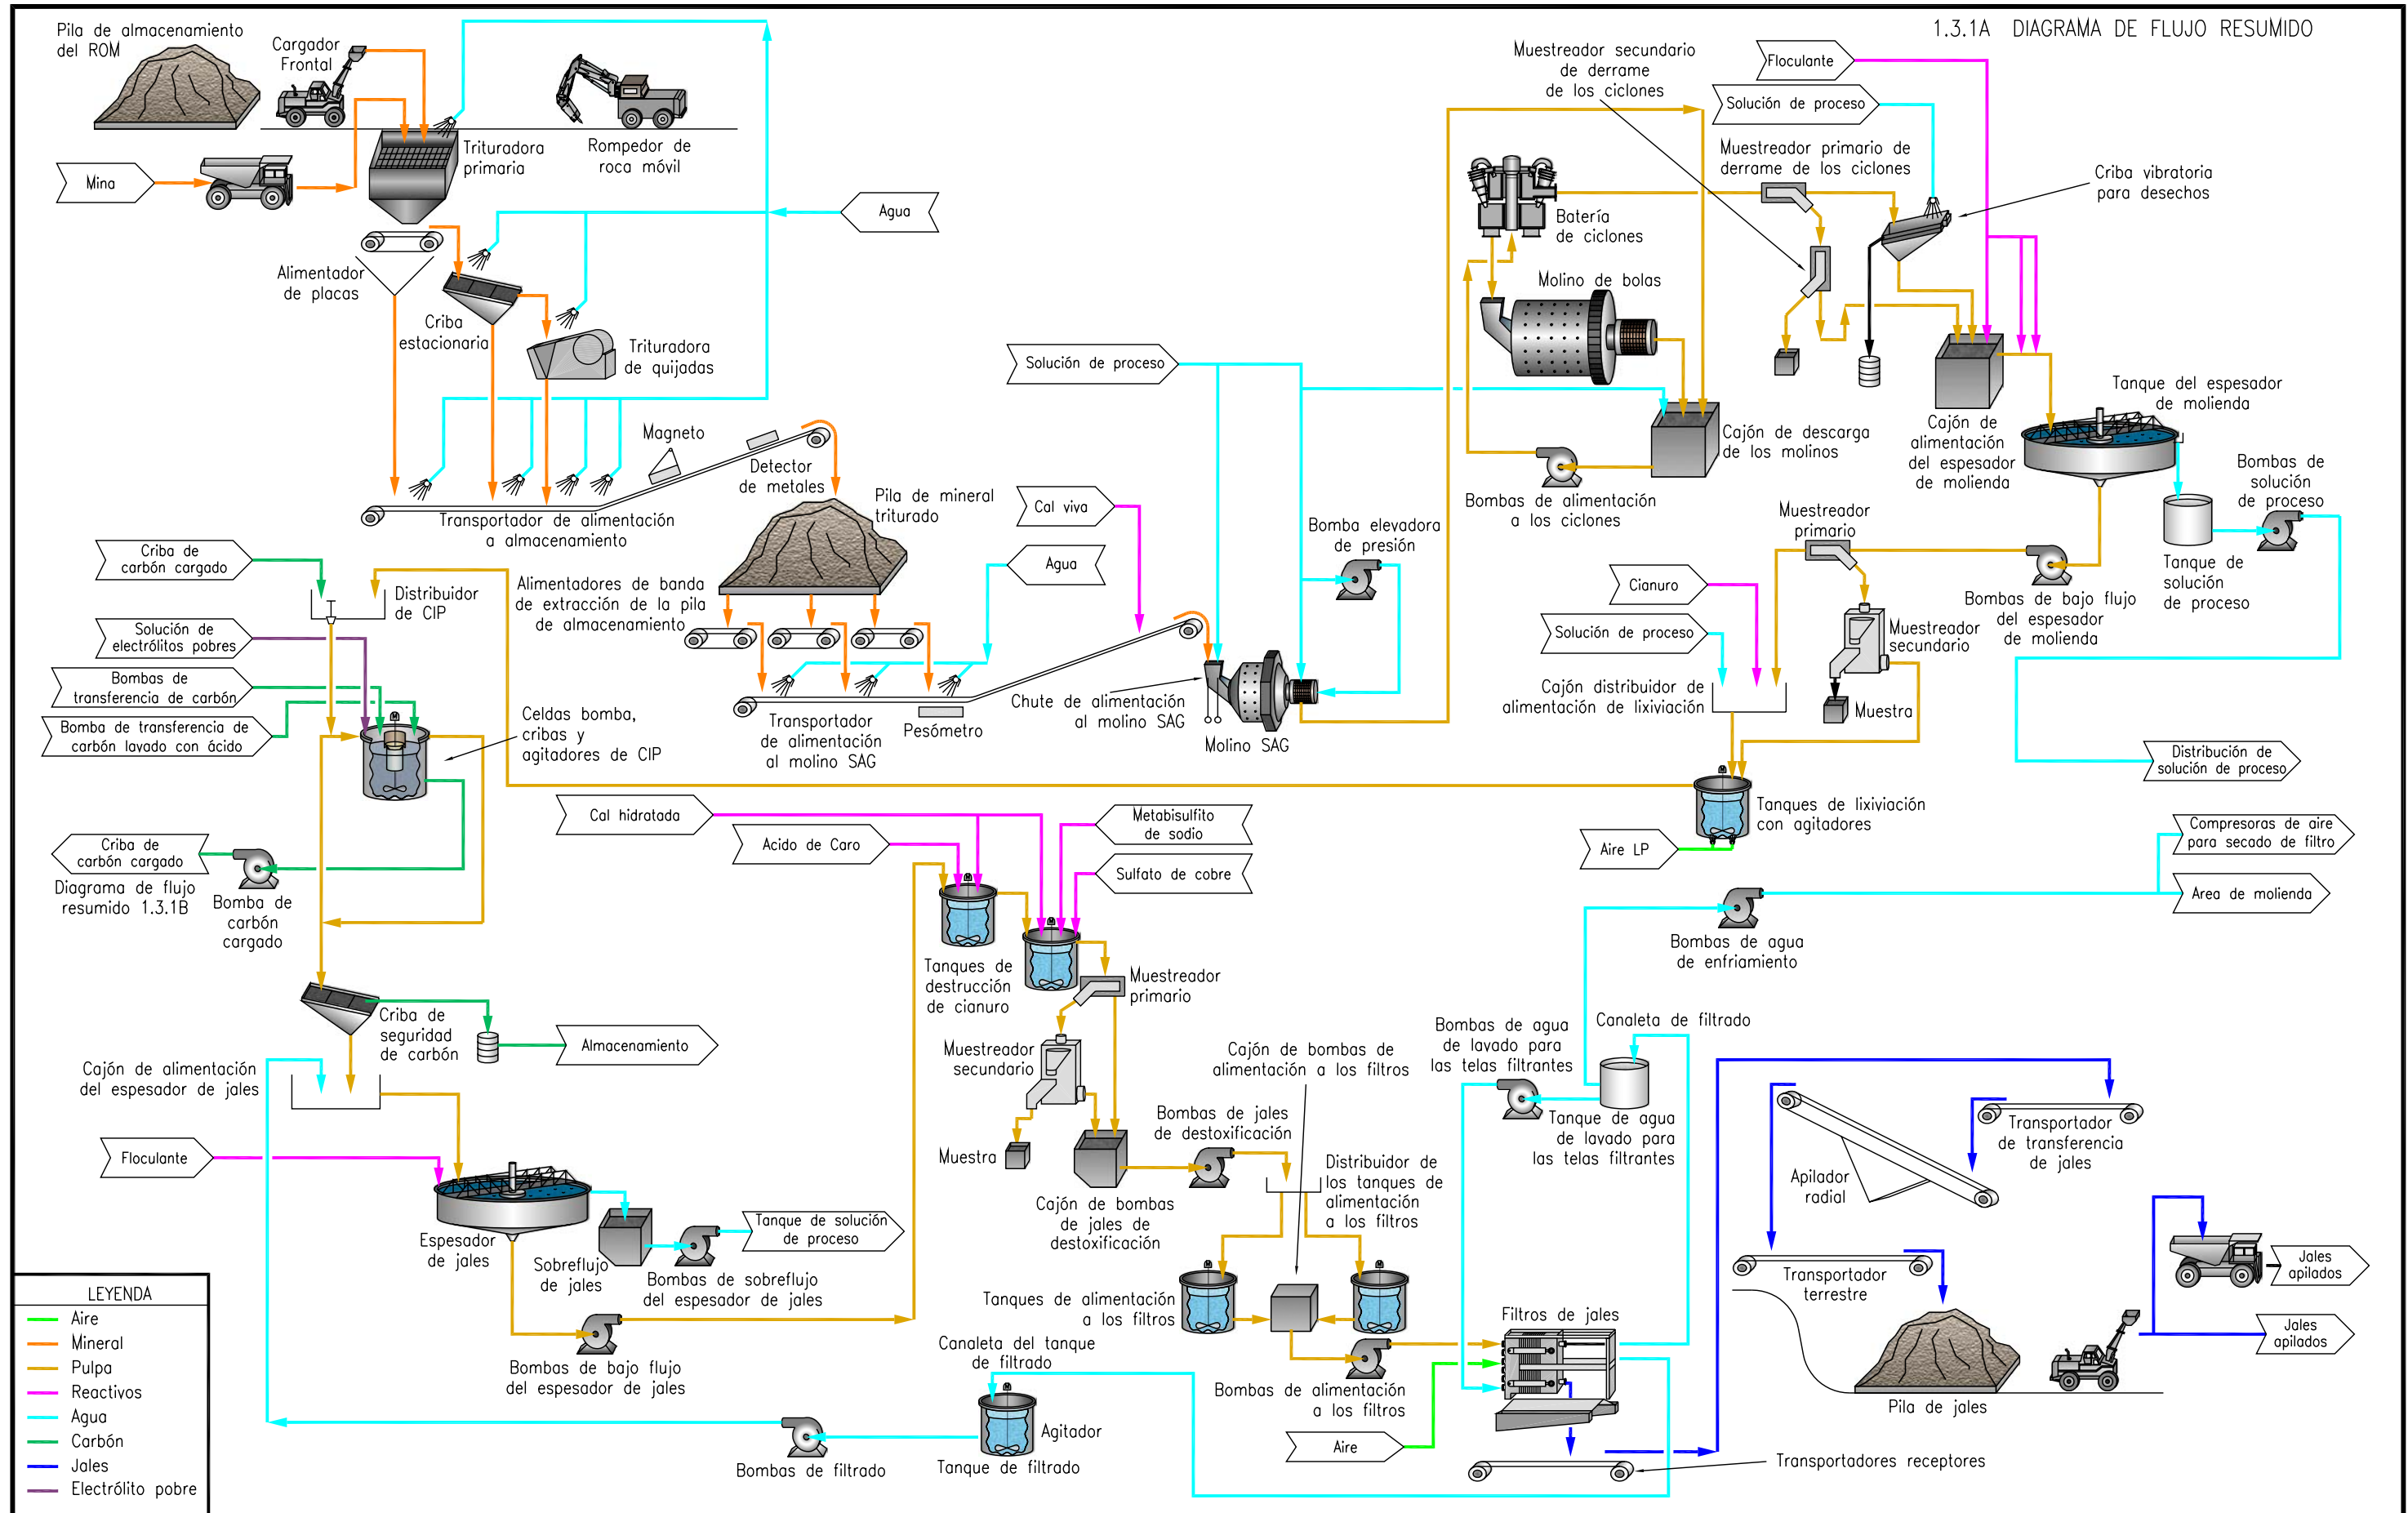 1.3.1A DIAGRAMA DE FLUJO RESUMIDO
Pila de almacenamiento
del ROM
Cargador
Frontal
Mina
Trituradora
primaria
Rompedor de
roca móvil
Agua
Alimentador
de placas
Criba
estacionaria
Trituradora
de quijadas
Magneto
Detector
de metales
Transportador de alimentación
a almacenamiento
Pila de mineral
triturado
Alimentadores de banda
de extracción de la pila
de almacenamiento
Cal viva
Agua
Solución de proceso
Bomba elevadora
de presión
Transportador
de alimentación
al molino SAG
Pesómetro
Chute de alimentación
al molino SAG
Molino SAG
Muestreador secundario
de derrame
de los ciclones
Batería
de ciclones
Molino de bolas
Cajón de descarga
de los molinos
Bombas de alimentación
a los ciclones
Floculante
Solución de proceso
Muestreador primario de
derrame de los ciclones
Criba vibratoria
para desechos
Cajón de
alimentación
del espesador
de molienda
Tanque del espesador
de molienda
Bombas de
solución
de proceso
Tanque de
solución
de proceso
Muestreador
primario
Bombas de bajo flujo
del espesador
de molienda
Cianuro
Solución de proceso
Muestreador
secundario
Muestra
Cajón distribuidor de
alimentación de lixiviación
Distribución de
solución de proceso
Tanques de lixiviación
con agitadores
Aire LP
Criba de
carbón cargado
Distribuidor
de CIP
Solución de
electrólitos pobres
Bombas de
transferencia de carbón
Bomba de transferencia de
carbón lavado con ácido
Celdas bomba,
cribas y
agitadores de CIP
Criba de
carbón cargado
Diagrama de flujo
resumido 1.3.1B
Bomba de
carbón
cargado
Criba de
seguridad
de carbón
Almacenamiento
Cajón de alimentación
del espesador de jales
Floculante
Espesador
de jales
Sobreflujo
de jales
Tanque de solución
de proceso
Bombas de sobreflujo
del espesador de jales
Bombas de bajo flujo
del espesador de jales
Cal hidratada
Acido de Caro
Metabisulfito
de sodio
Sulfato de cobre
Tanques de
destrucción
de cianuro
Muestreador
primario
Muestreador
secundario
Muestra
Cajón de bombas
de jales de
destoxificación
Bombas de jales
de destoxificación
Cajón de bombas de
alimentación a los filtros
Distribuidor de
los tanques de
alimentación
a los filtros
Tanques de alimentación
a los filtros
Bombas de alimentación
a los filtros
Canaleta del tanque
de filtrado
Agitador
Tanque de filtrado
Bombas de filtrado
Aire
Filtros de jales
Bombas de agua
de lavado para
las telas filtrantes
Canaleta de filtrado
Tanque de agua
de lavado para
las telas filtrantes
Bombas de agua
de enfriamiento
Compresoras de aire
para secado de filtro
Area de molienda
Transportador
de transferencia
de jales
Apilador
radial
Transportador
terrestre
Pila de jales
Jales
apilados
Jales
apilados
Transportadores receptores
LEYENDA
Aire
Mineral
Pulpa
Reactivos
Agua
Carbón
Jales
Electrólito pobre